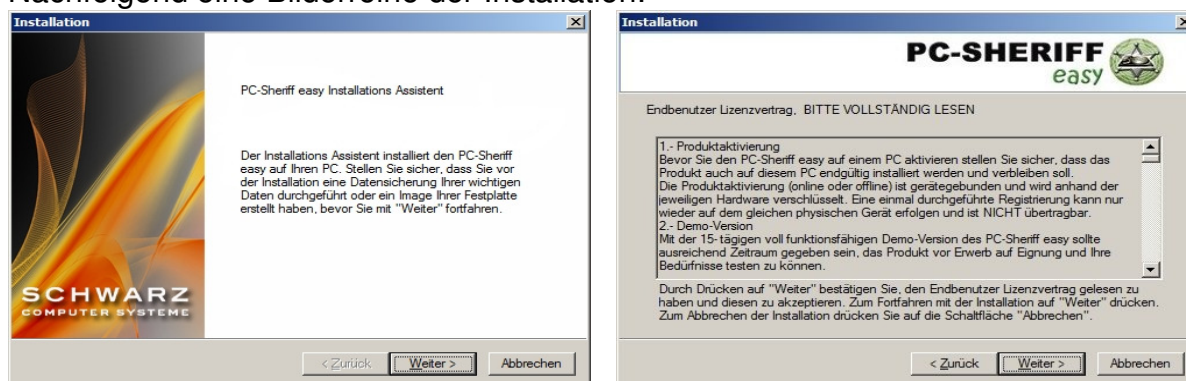 Nachfolgend eine Bilderreihe der Installation:
Installation
PC-Sheriff easy Installations Assistent
Der Installations Assistent installiert den PC-Sheriff
easy auf Ihren PC. Stellen Sie sicher, dass Sie vor
der Installation eine Datensicherung Ihrer wichtigen
Daten durchgeführt oder ein Image Ihrer Festplatte
erstellt haben, bevor Sie mit "Weiter" fortfahren.
SCHWARZ
COMPUTER SYSTEME
< Zurück
Weiter >
Abbrechen
Installation
PC-SHERIFF
easy
Endbenutzer Lizenzvertrag, BITTE VOLLSTÄNDIG LESEN
1.- Produktaktivierung
Bevor Sie den PC-Sheriff easy auf einem PC aktivieren stellen Sie sicher, dass das
Produkt auch auf diesem PC endgültig installiert werden und verbleiben soll.
Die Produktaktivierung (online oder offline) ist gerätegebunden und wird anhand der
jeweiligen Hardware verschlüsselt. Eine einmal durchgeführte Registrierung kann nur
wieder auf dem gleichen physischen Gerät erfolgen und ist NICHT übertragbar.
2.- Demo-Version
Mit der 15- tägigen voll funktionsfähigen Demo-Version des PC-Sheriff easy sollte
ausreichend Zeitraum gegeben sein, das Produkt vor Erwerb auf Eignung und Ihre
Bedürfnisse testen zu können.
Durch Drücken auf "Weiter" bestätigen Sie, den Endbenutzer Lizenzvertrag gelesen zu
haben und diesen zu akzeptieren. Zum Fortfahren mit der Installation auf "Weiter" drücken.
Zum Abbrechen der Installation drücken Sie auf die Schaltfläche "Abbrechen".
< Zurück
Weiter >
Abbrechen